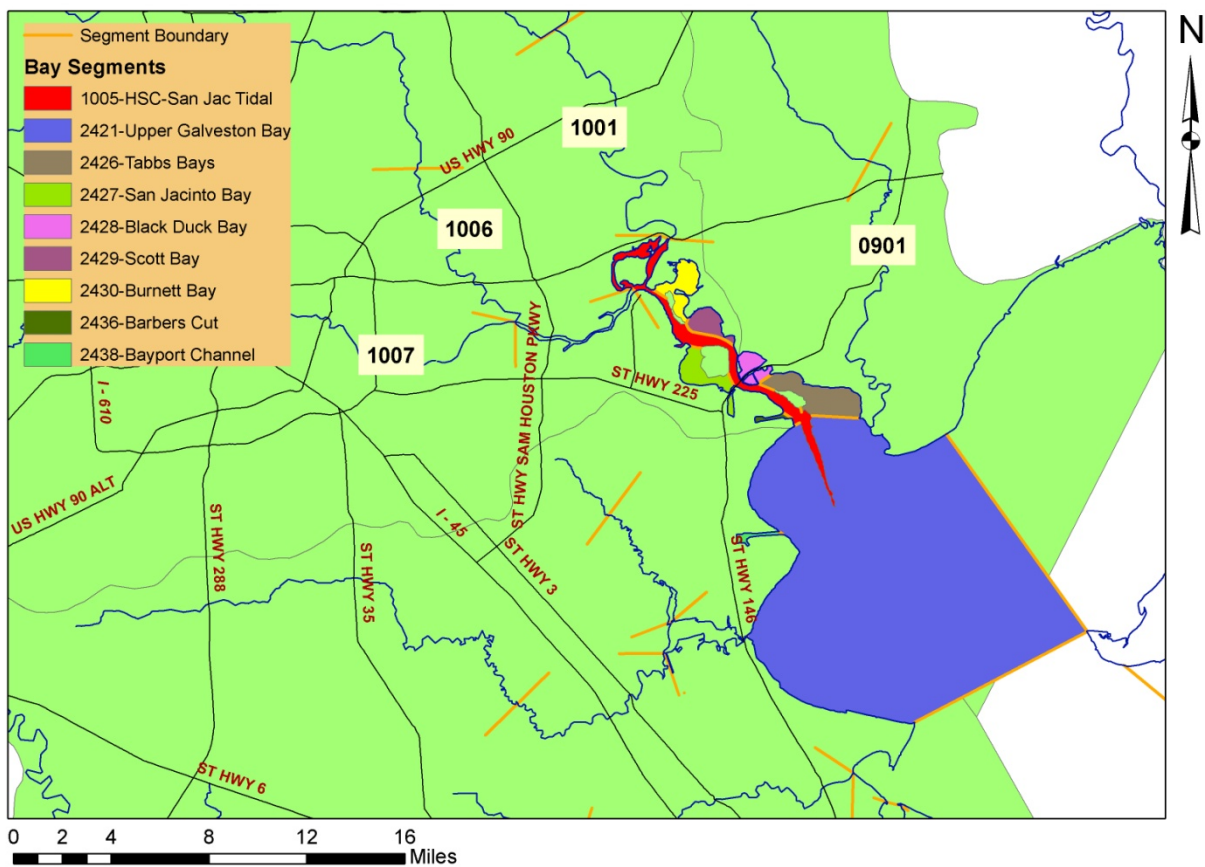 Segment Boundary
Bay Segments
1005-HSC-San Jac Tidal
2421-Upper Galveston Bay
2426-Tabbs Bays
2427-San Jacinto Bay
2428-Black Duck Bay
2429-Scott Bay
2430-Burnett Bay
2436-Barbers Cut
2438-Bayport Channel
N
1001
US HWY 90
1006
0901
1007
ST HWY SAM HOUSTON PKWY
ST HWY 225
I - 610
US HWY 90 ALT
ST HWY 288
ST HWY 35
I - 45
ST HWY 3
ST HWY 146
ST HWY 6
0 2 4 8 12 16
Miles